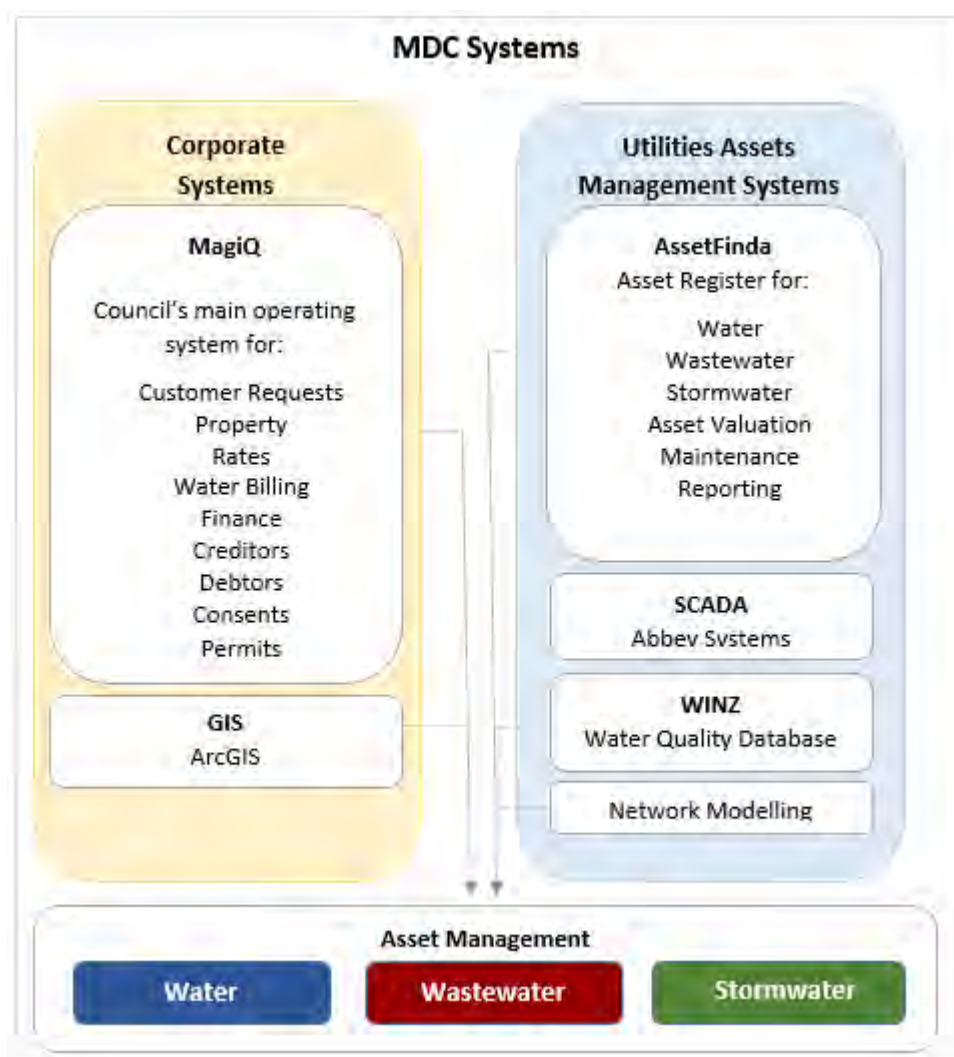 MDC Systems
Corporate
Systems
MagiQ
Council's main operating
system for:
Customer Requests
Property
Rates
Water Billing
Finance
Creditors
Debtors
Consents
Permits
GIS
ArcGIS
Utilities Assets
Management Systems
AssetFinda
Asset Register for:
Water
Wastewater
Stormwater
Asset Valuation
Maintenance
Reporting
SCADA
Abbey Systems
WINZ
Water Quality Database
Network Modelling
Asset Management
Water
Wastewater
Stormwater